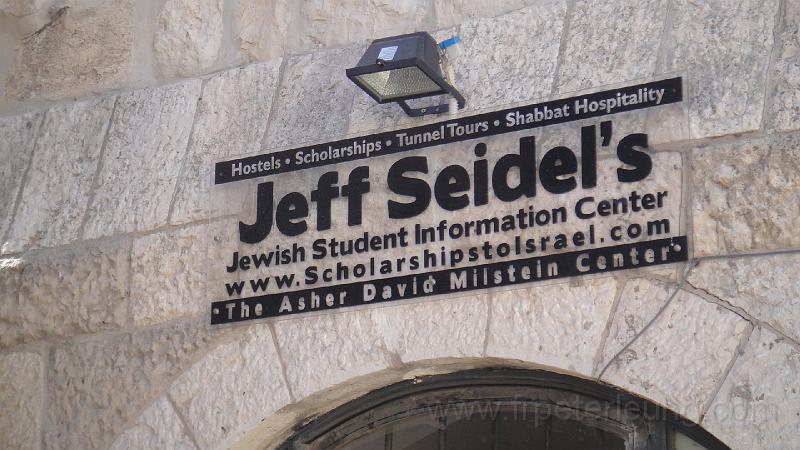 Hostels • Scholarships • Tunnel Tours • Shabbat Hospitality
Jeff Seidel's
Jewish Student Information Center
www.ScholarshipstoIsrael.com
• The Asher David Milstein Center •
www.frpeterleung.com